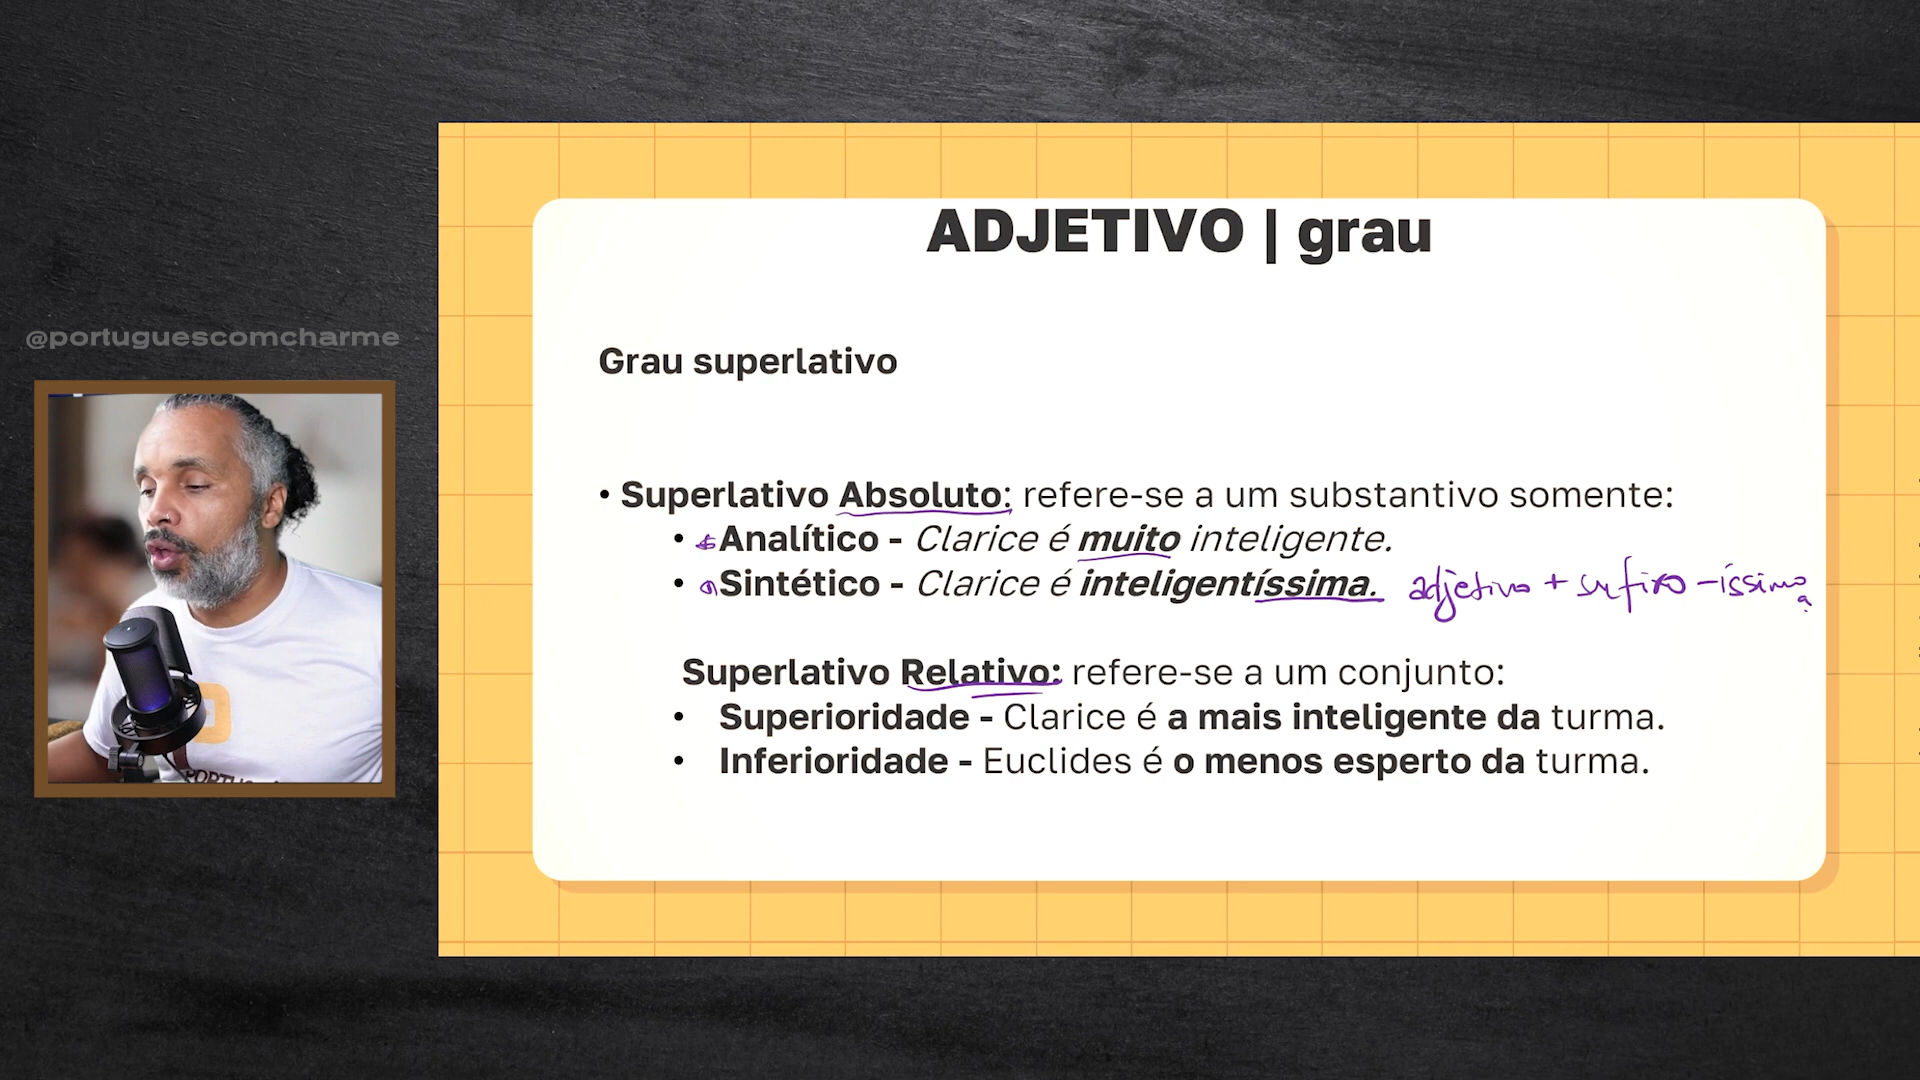 ADJETIVO | grau
@portuguescomcharme
Grau superlativo
• Superlativo Absoluto: refere-se a um substantivo somente:
• Analítico - Clarice é muito inteligente.
• Sintético - Clarice é inteligentíssima. adjetivo + sufixo -íssimo
a
Superlativo Relativo: refere-se a um conjunto:
• Superioridade - Clarice é a mais inteligente da turma.
• Inferioridade - Euclides é o menos esperto da turma.